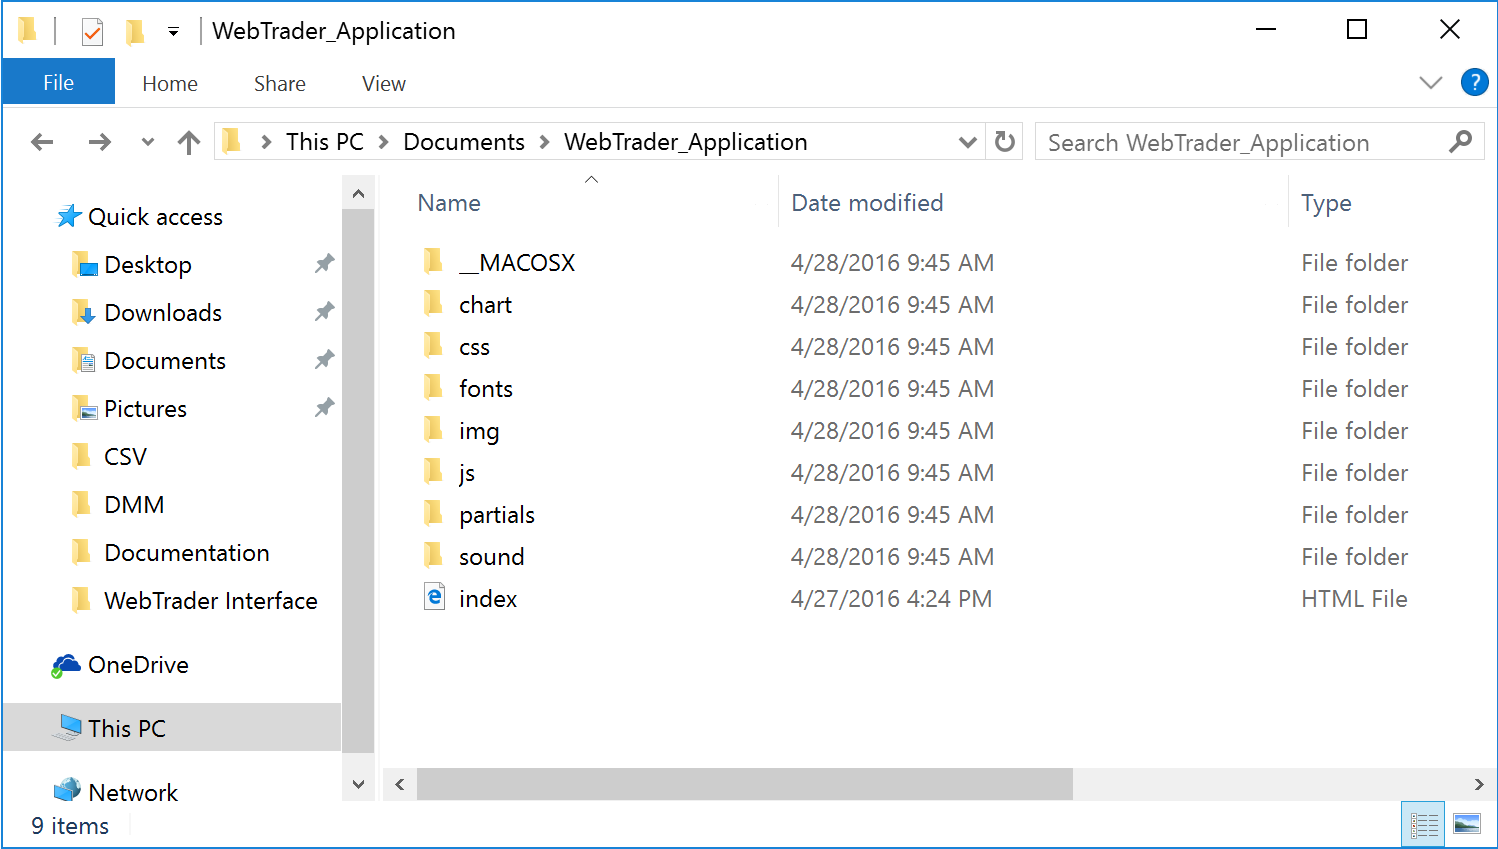 WebTrader_Application
File Home Share View ?
This PC Documents WebTrader_Application Search WebTrader_Application
Name Date modified Type
Quick access
Desktop
Downloads
Documents
Pictures
CSV
DMM
Documentation
WebTrader Interface
OneDrive
This PC
Network
__MACOSX 4/28/2016 9:45 AM File folder
chart 4/28/2016 9:45 AM File folder
css 4/28/2016 9:45 AM File folder
fonts 4/28/2016 9:45 AM File folder
img 4/28/2016 9:45 AM File folder
js 4/28/2016 9:45 AM File folder
partials 4/28/2016 9:45 AM File folder
sound 4/28/2016 9:45 AM File folder
index 4/27/2016 4:24 PM HTML File
9 items